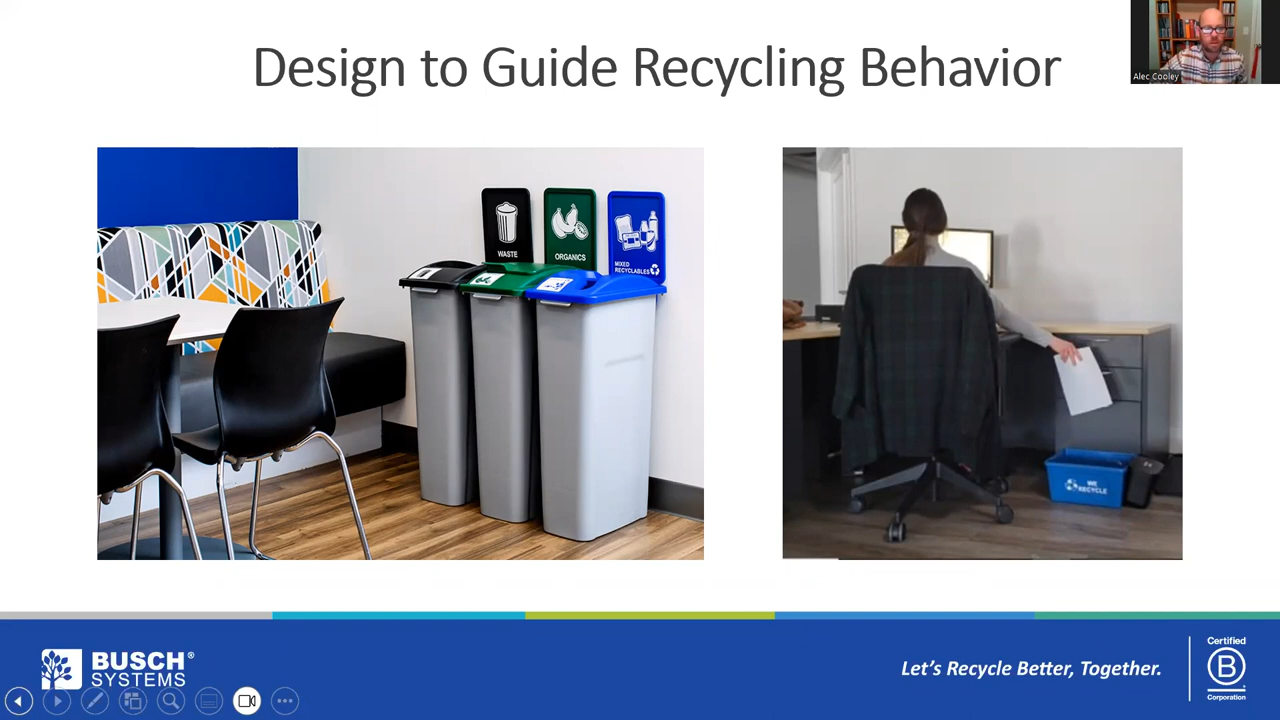 Design to Guide Recycling Behavior
Alec Cooley
WASTE
ORGANICS
MIXED
RECYCLABLES
WE
RECYCLE
BUSCH®
SYSTEMS
Let's Recycle Better, Together.
Certified
B
Corporation